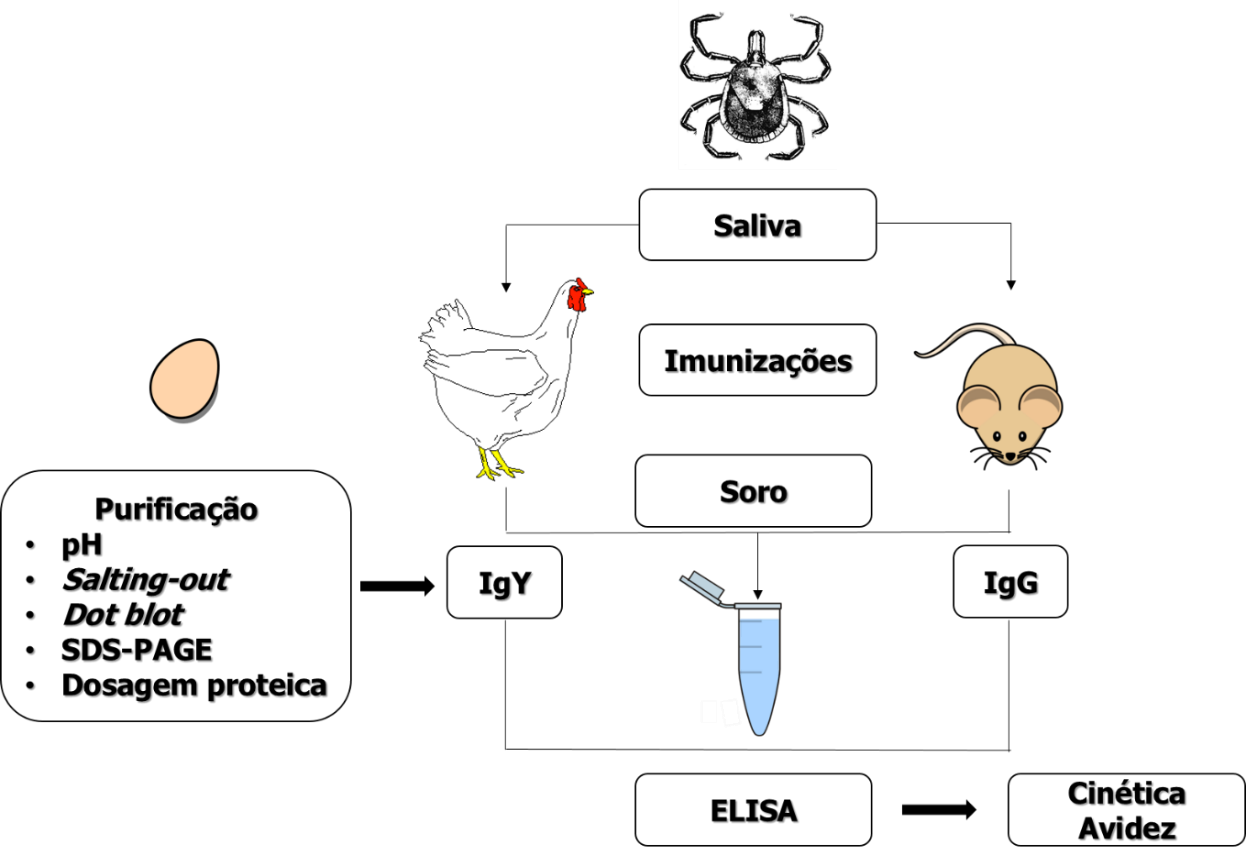 Saliva
Imunizações
Soro
Purificação
• pH
• Salting-out
• Dot blot
• SDS-PAGE
• Dosagem proteica
IgY
IgG
ELISA
Cinética
Avidez